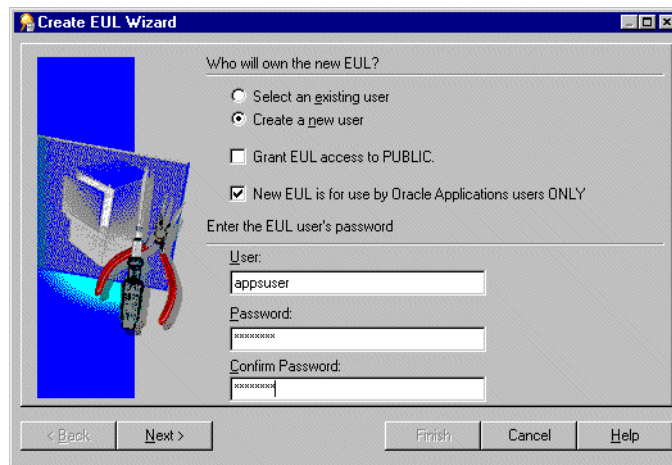 Create EUL Wizard
Who will own the new EUL?
Select an existing user
Create a new user
Grant EUL access to PUBLIC.
New EUL is for use by Oracle Applications users ONLY
Enter the EUL user's password
User:
appsuser
Password:
********
Confirm Password:
********
< Back Next > Finish Cancel Help